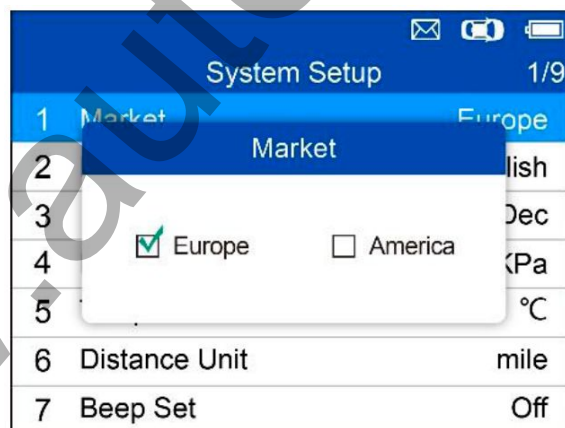 System Setup 1/9
1 Market Europe
Market
2 lish
3 Dec
Europe America
4 KPa
5 °C
6 Distance Unit mile
7 Beep Set Off